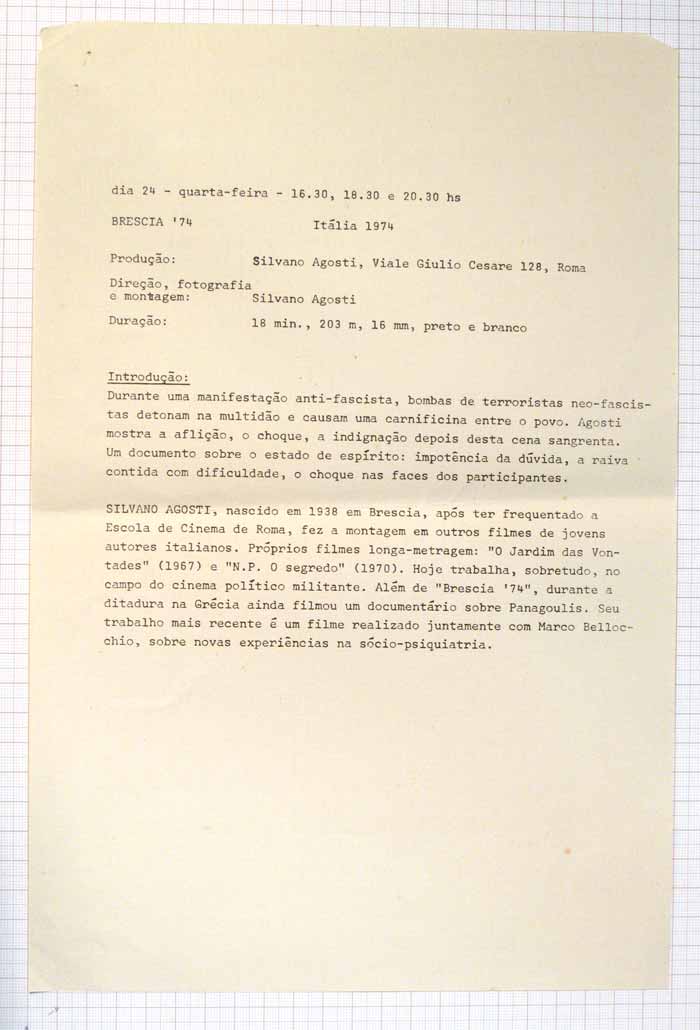 dia 24 - quarta-feira - 16.30, 18.30 e 20.30 hs
BRESCIA '74 Itália 1974
Produção: Silvano Agosti, Viale Giulio Cesare 128, Roma
Direção, fotografia
e montagem: Silvano Agosti
Duração: 18 min., 203 m, 16 mm, preto e branco
Introdução:
Durante uma manifestação anti-fascista, bombas de terroristas neo-fascis-
tas detonam na multidão e causam uma carnificina entre o povo. Agosti
mostra a aflição, o choque, a indignação depois desta cena sangrenta.
Um documento sobre o estado de espírito: impotência da dúvida, a raiva
contida com dificuldade, o choque nas faces dos participantes.
SILVANO AGOSTI, nascido em 1938 em Brescia, após ter frequentado a
Escola de Cinema de Roma, fez a montagem em outros filmes de jovens
autores italianos. Próprios filmes longa-metragem: "O Jardim das Von-
tades" (1967) e "N.P. O segredo" (1970). Hoje trabalha, sobretudo, no
campo do cinema político militante. Além de "Brescia '74", durante a
ditadura na Grécia ainda filmou um documentário sobre Panagoulis. Seu
trabalho mais recente é um filme realizado juntamente com Marco Belloc-
chio, sobre novas experiências na sócio-psiquiatria.